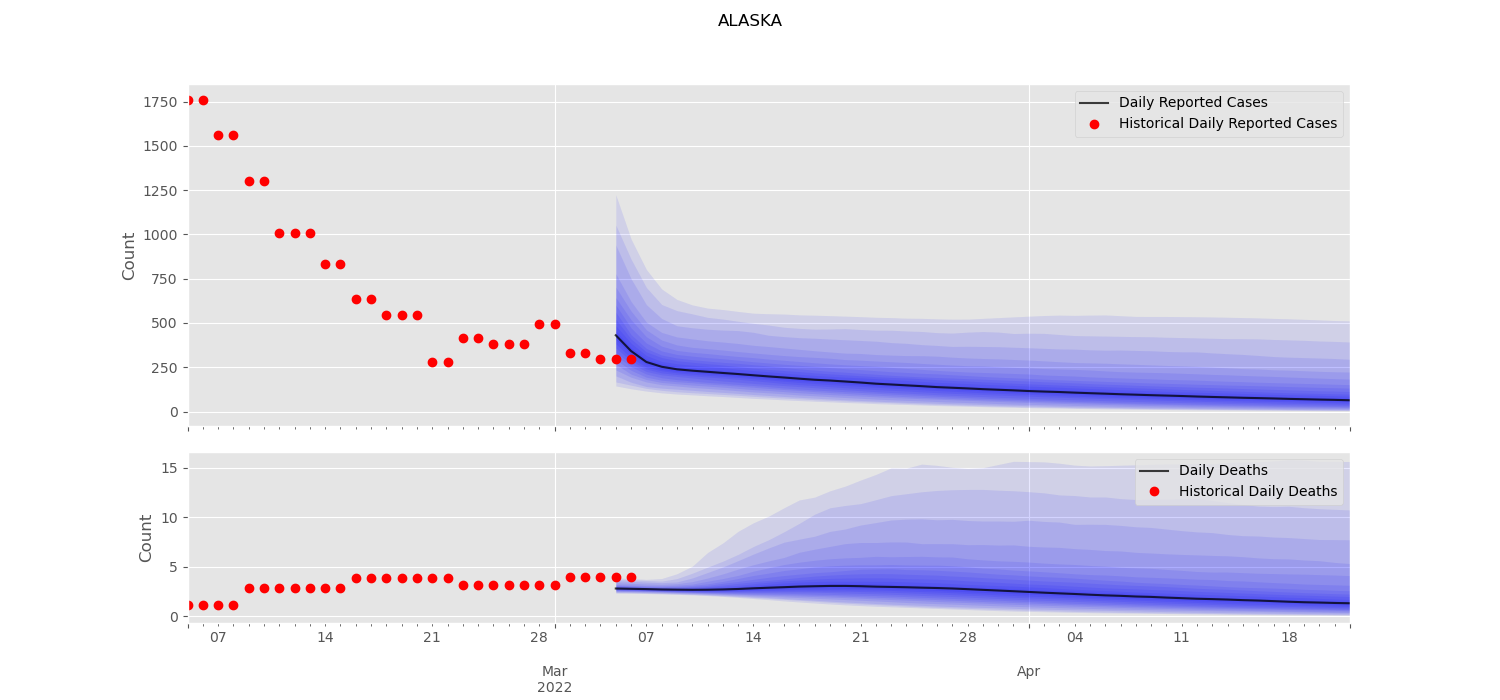 ALASKA
1750
1500
1250
1000
750
500
250
0
Count
Daily Reported Cases
Historical Daily Reported Cases
15
10
5
0
Count
Daily Deaths
Historical Daily Deaths
07 14 21 28 07 14 21 28 04 11 18
Mar Apr
2022